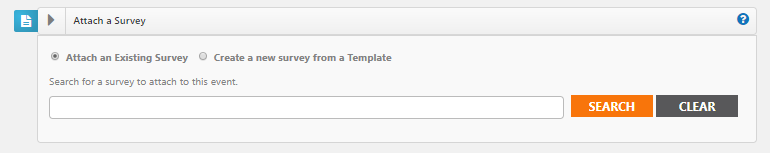 Attach a Survey ?
Attach an Existing Survey Create a new survey from a Template
Search for a survey to attach to this event.
SEARCH CLEAR